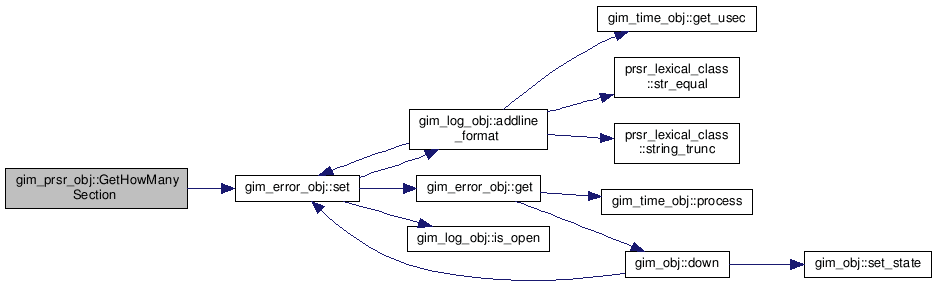 gim_prsr_obj::GetHowMany
Section
gim_error_obj::set
gim_log_obj::addline
_format
gim_error_obj::get
gim_log_obj::is_open
gim_time_obj::get_usec
prsr_lexical_class
::str_equal
prsr_lexical_class
::string_trunc
gim_time_obj::process
gim_obj::down
gim_obj::set_state